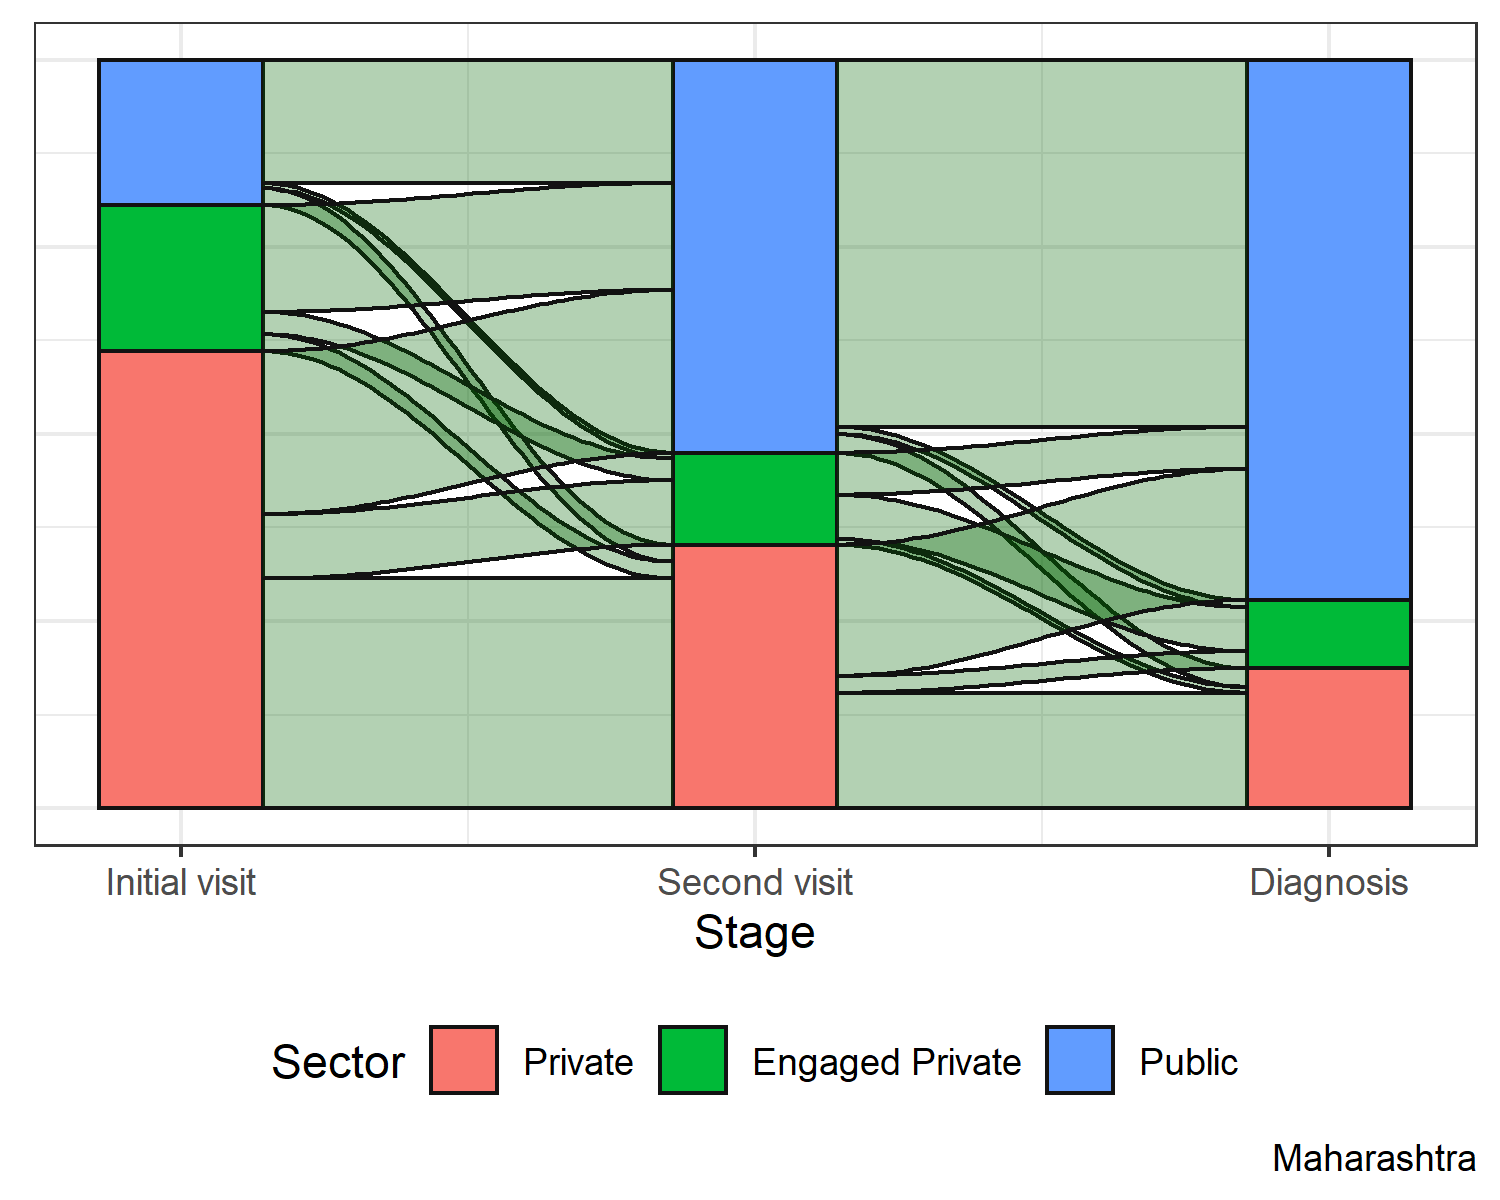 Initial visit Second visit Diagnosis
Stage
Sector Private Engaged Private Public
Maharashtra